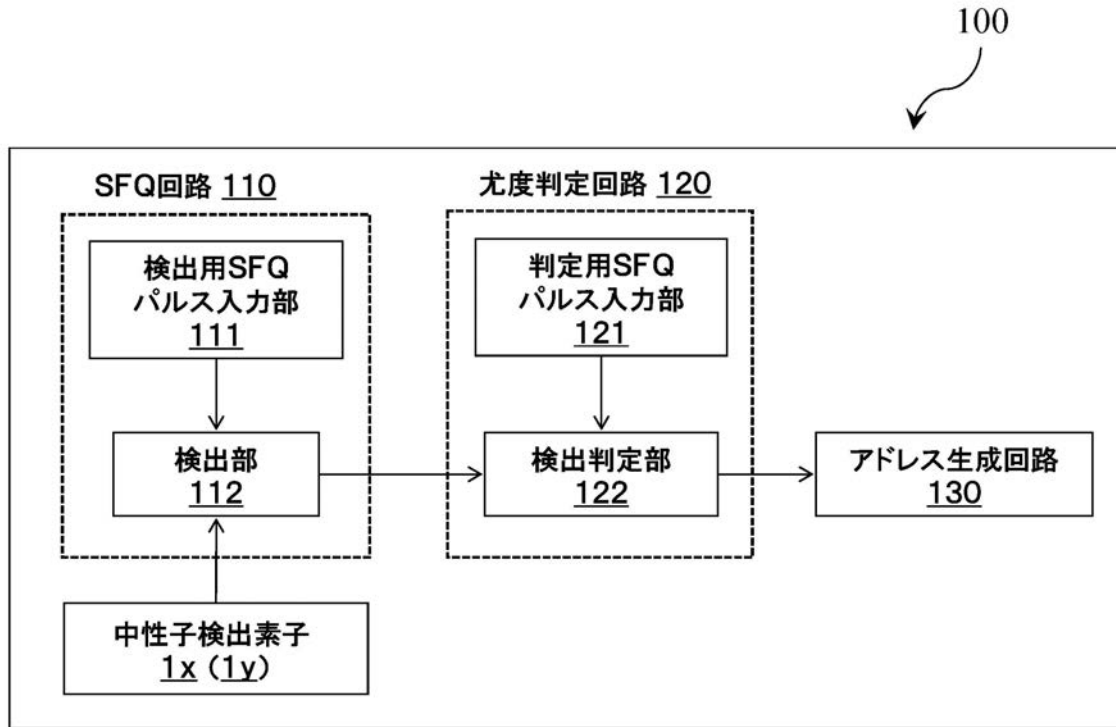 100
SFQ回路 110
尤度判定回路 120
検出用SFQ
パルス入力部
111
判定用SFQ
パルス入力部
121
検出部
112
検出判定部
122
アドレス生成回路
130
中性子検出素子
1x (1y)